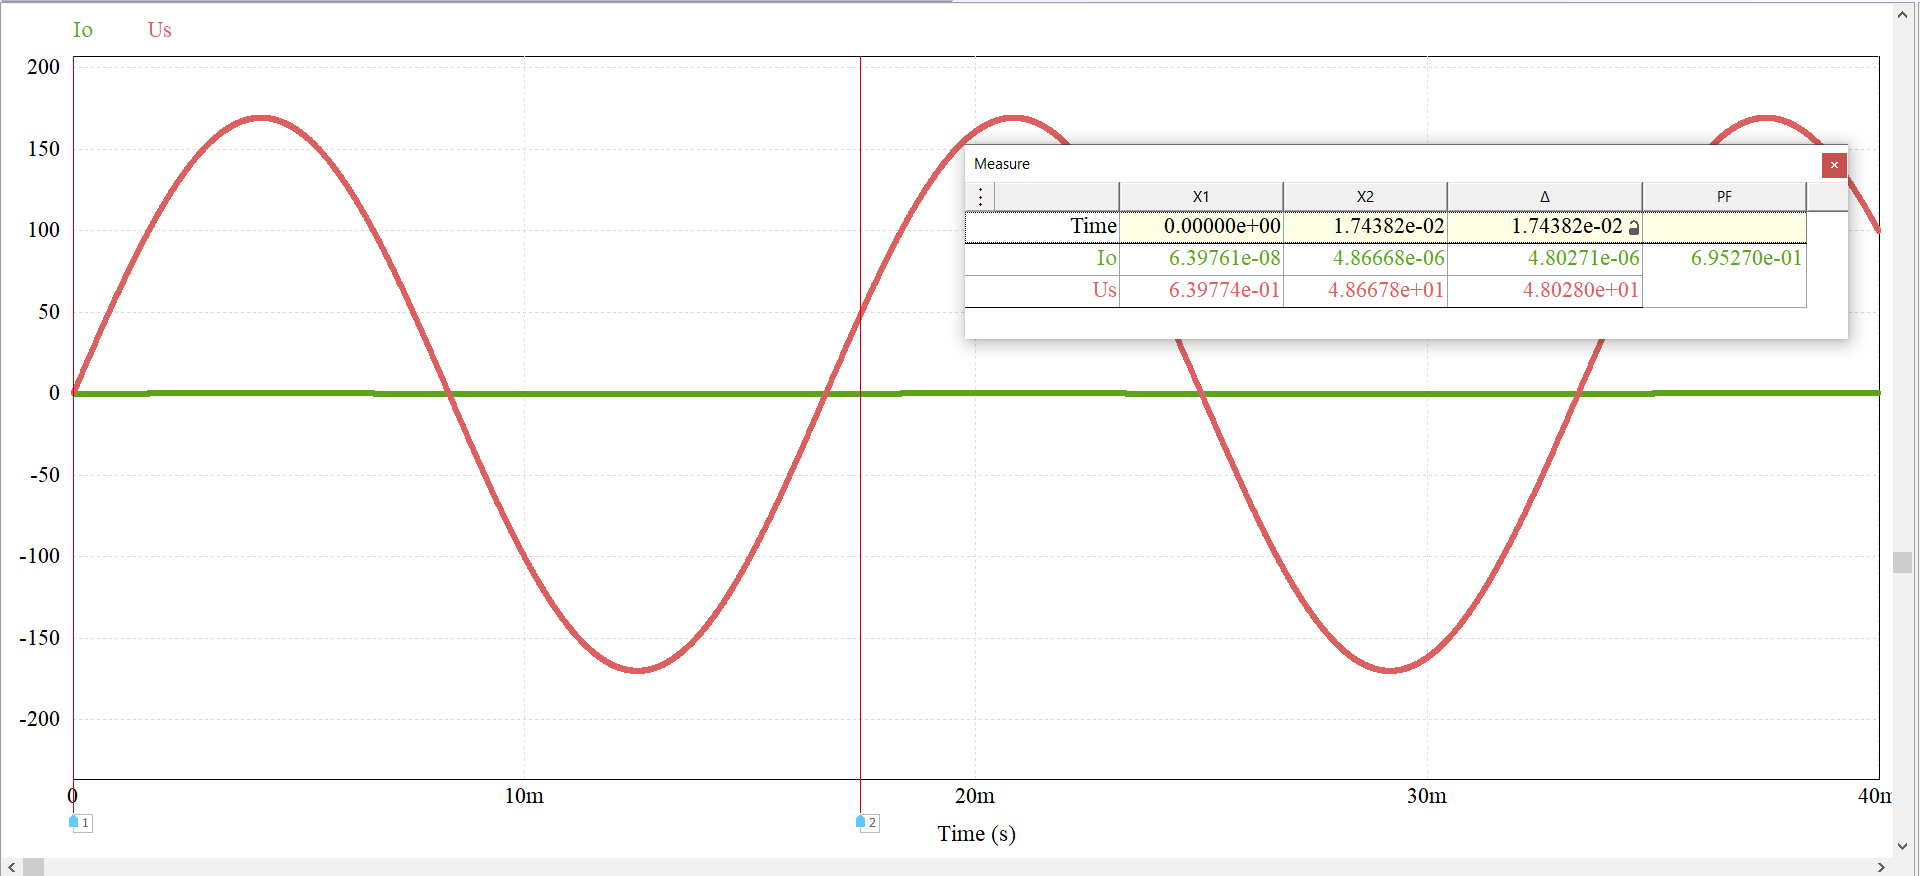 Io Us
200
150
100
50
0
-50
-100
-150
-200
Measure ×
X1 X2 Δ PF
Time 0.00000e+00 1.74382e-02 1.74382e-02
Io 6.39761e-08 4.86668e-06 4.80271e-06 6.95270e-01
Us 6.39774e-01 4.86678e+01 4.80280e+01
0 10m 20m 30m 40m
1 2
Time (s)